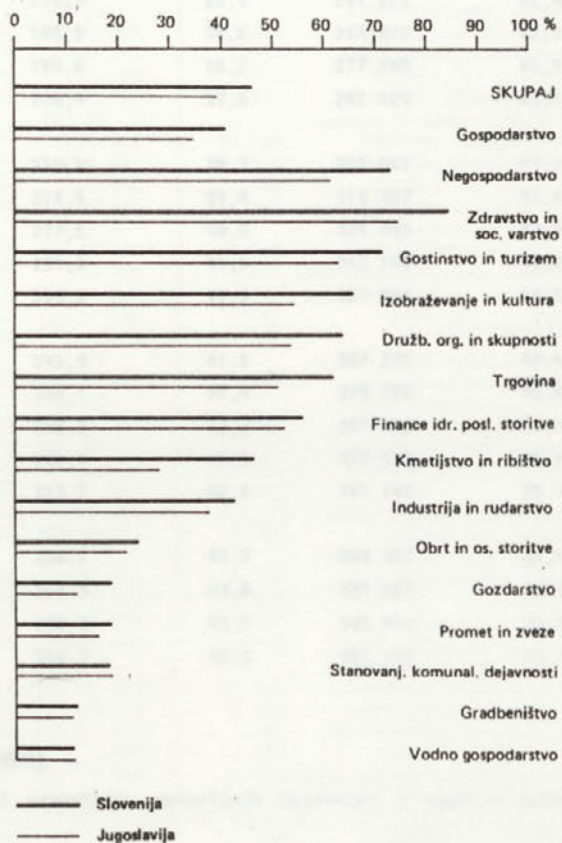 0 10 20 30 40 50 60 70 80 90 100 %
SKUPAJ
Gospodarstvo
Negospodarstvo
Zdravstvo in
soc. varstvo
Gostinstvo in turizem
Izobraževanje in kultura
Družb. org. in skupnosti
Trgovina
Finance idr. posl. storitve
Kmetijstvo in ribištvo
Industrija in rudarstvo
Obrt in os. storitve
Gozdarstvo
Promet in zveze
Stanovanj. komunal. dejavnosti
Gradbeništvo
Vodno gospodarstvo
Slovenija
Jugoslavija